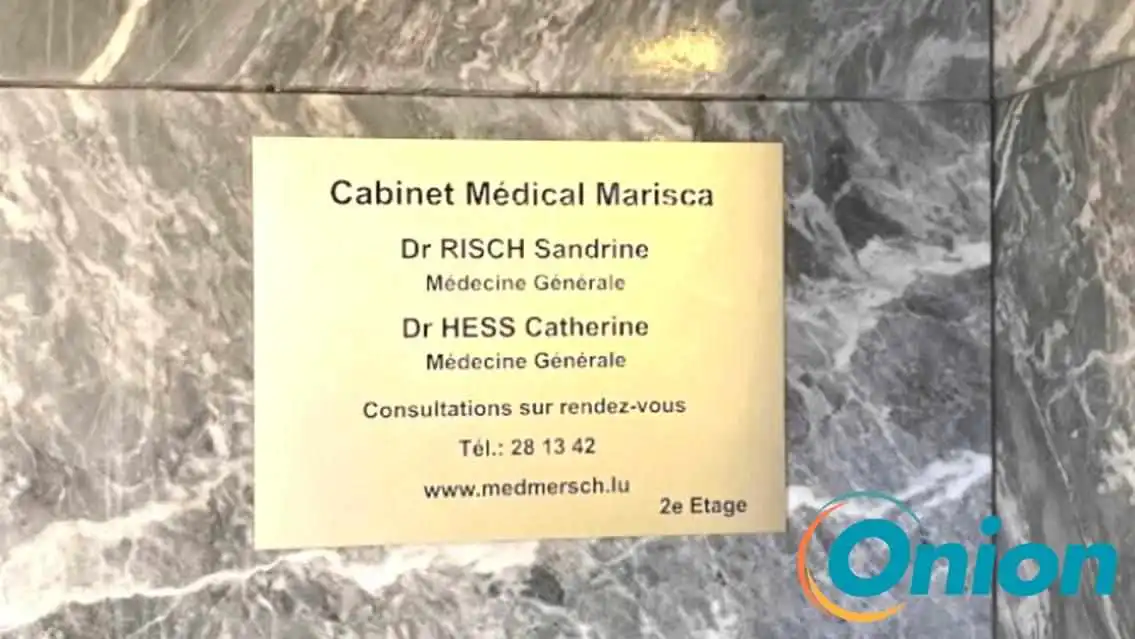 Cabinet Médical Marisca
Dr RISCH Sandrine
Médecine Générale
Dr HESS Catherine
Médecine Générale
Consultations sur rendez-vous
Tél.: 28 13 42
www.medmersch.lu
2e Etage
Onion